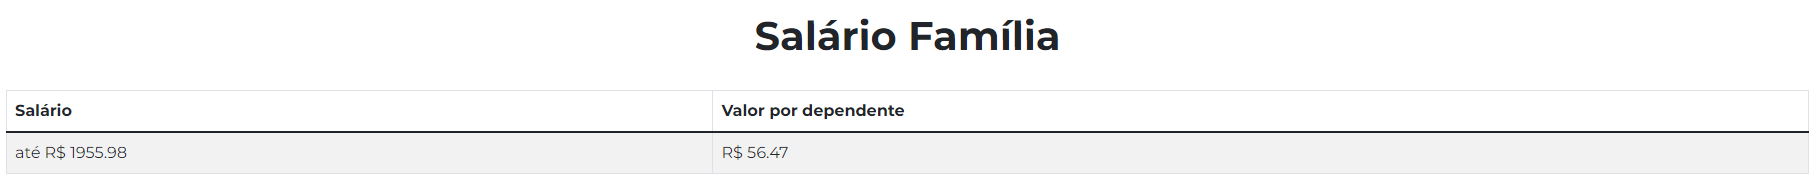 Salário Família
Salário Valor por dependente
até R$ 1955.98 R$ 56.47